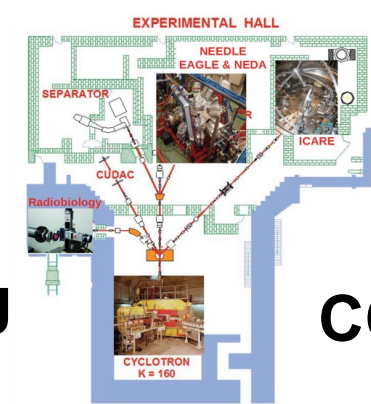 EXPERIMENTAL HALL
NEEDLE
EAGLE & NEDA
SEPARATOR
ICARE
CUDAC
Radiobiology
CYCLOTRON
K = 160